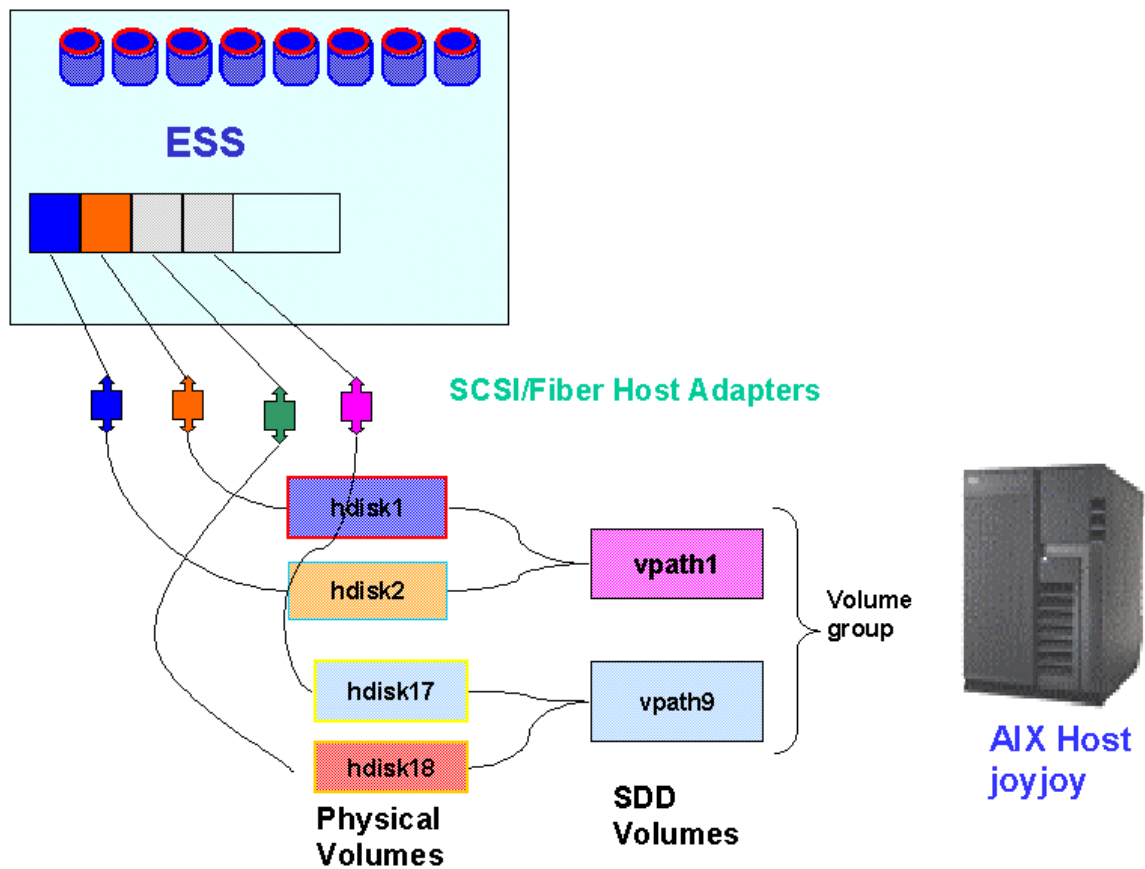 ESS
SCSI/Fiber Host Adapters
hdisk1
hdisk2
hdisk17
hdisk18
Physical
Volumes
vpath1
vpath9
SDD
Volumes
Volume
group
AIX Host
joyjoy